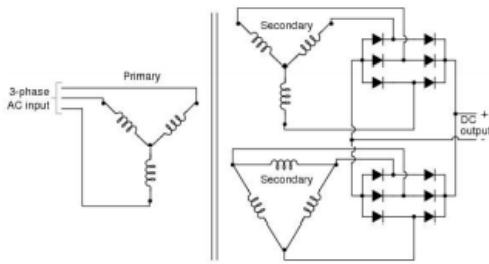 Secondary
Primary
3-phase
AC input
+
DC
output
-
Secondary